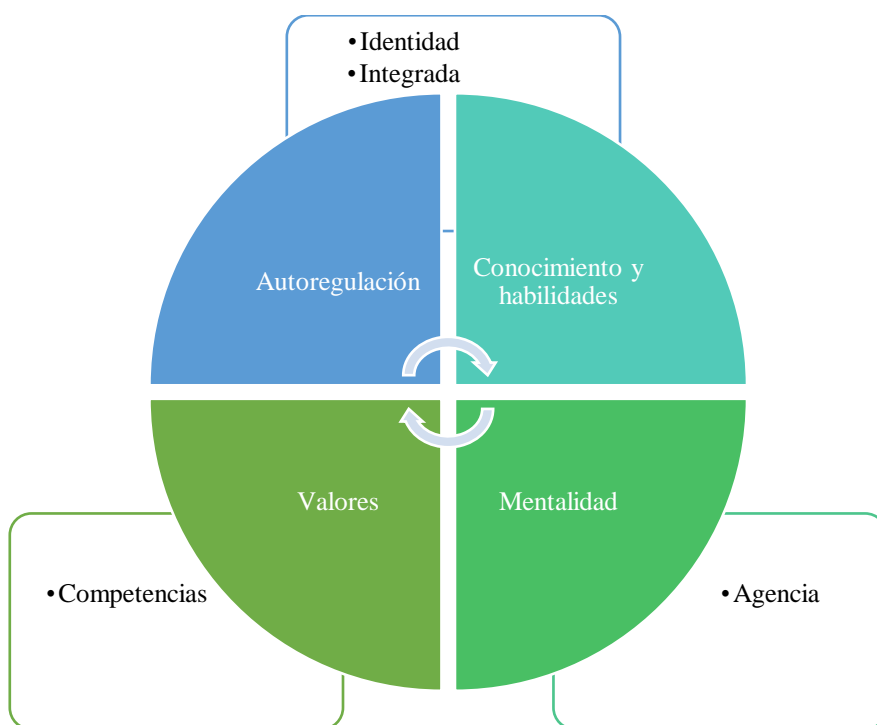 •Identidad
•Integrada
Autoregulación
Conocimiento y
habilidades
Valores
Mentalidad
•Competencias
•Agencia